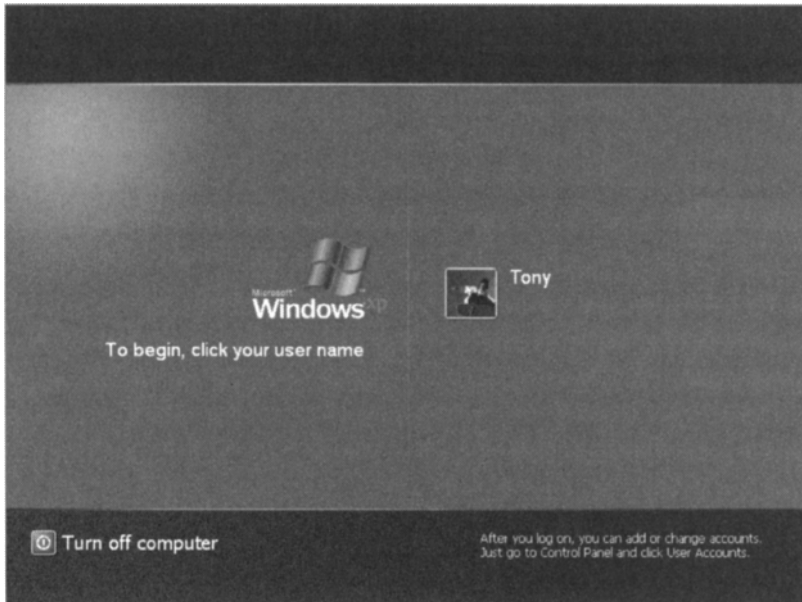 Microsoft
Windows xp
Tony
To begin, click your user name
Turn off computer
After you log on, you can add or change accounts.
Just go to Control Panel and click User Accounts.